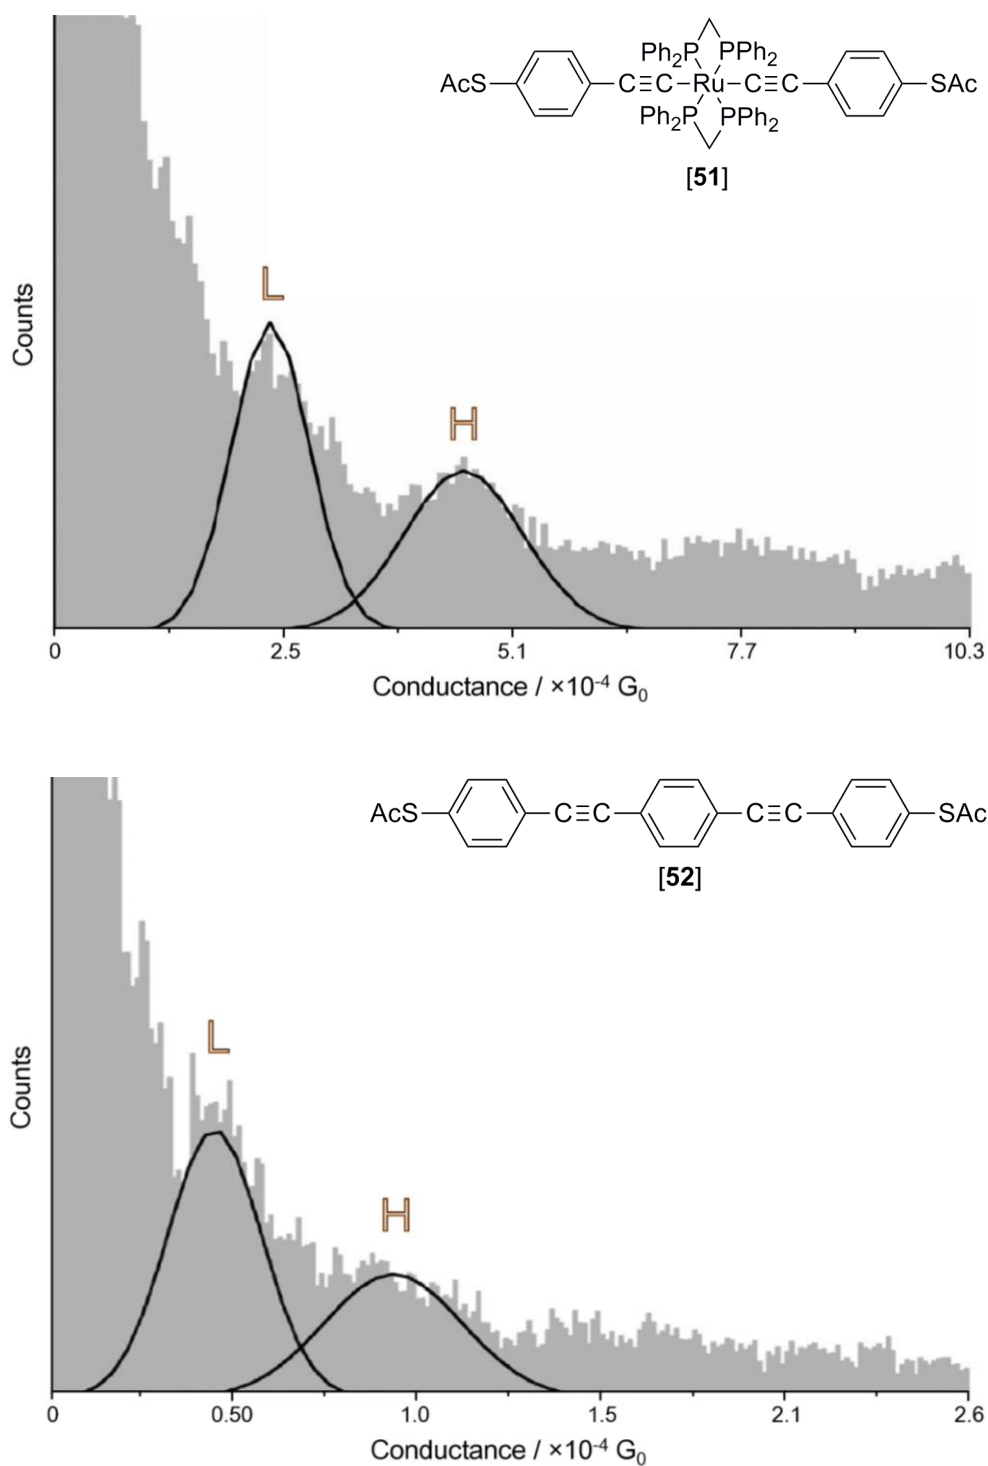 PPh₂
Ph₂P
AcS
C≡C
Ru
C≡C
SAc
Ph₂P
PPh₂
[51]
L
H
Counts
0
2.5
5.1
7.7
10.3
Conductance / ×10⁻⁴ G₀
AcS
C≡C
C≡C
SAc
[52]
L
H
Counts
0
0.50
1.0
1.5
2.1
2.6
Conductance / ×10⁻⁴ G₀